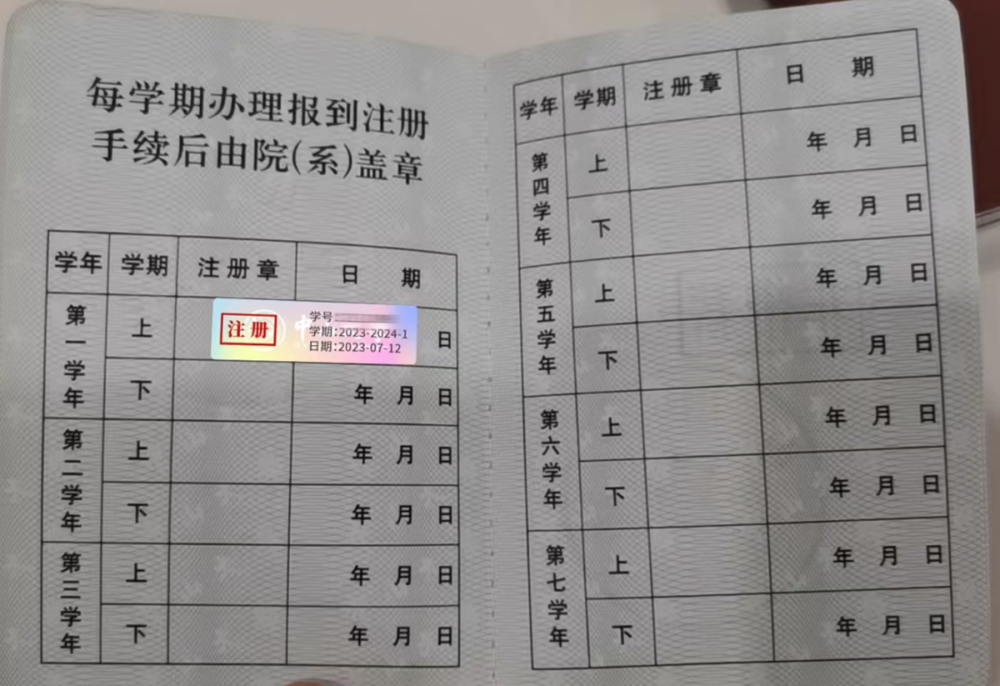 每学期办理报到注册
手续后由院(系)盖章
学年 学期 注册章 日 期
第一学年 上 注册 中 学号: 日
学期:2023-2024-1
日期:2023-07-12
下 年 月 日
第二学年 上 年 月 日
下 年 月 日
第三学年 上 年 月 日
下 年 月 日
学年 学期 注册章 日 期
第四学年 上 年 月 日
下 年 月 日
第五学年 上 年 月 日
下 年 月 日
第六学年 上 年 月 日
下 年 月 日
第七学年 上 年 月 日
下 年 月 日